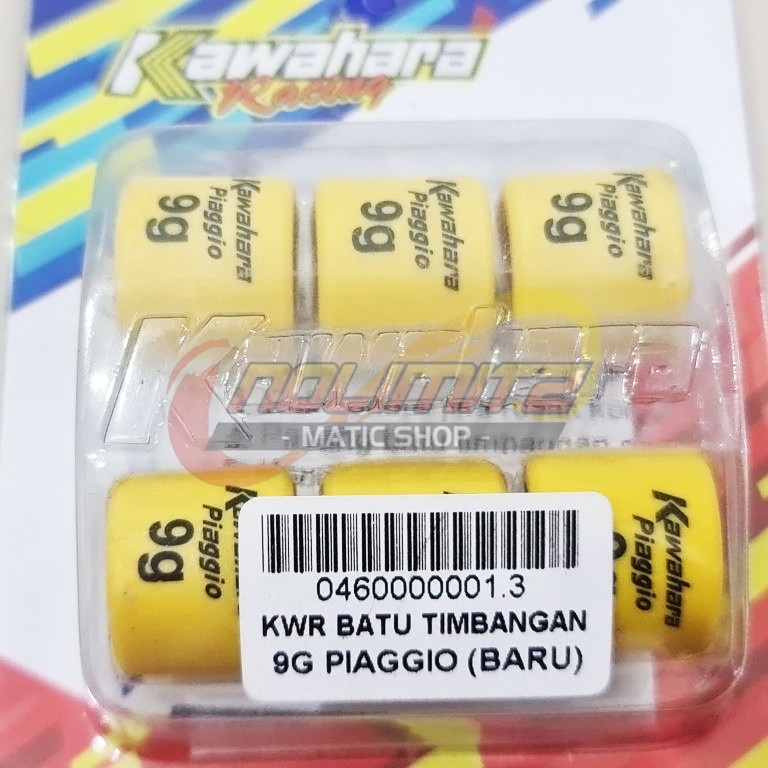 Kawahara
Racing
Kawahara
Piaggio
9g
Kawahara
Piaggio
9g
Kawahara
Piaggio
9g
Kawahara
NOLIMITZ
- MATIC SHOP -
Piaggio
9g
Kawahara
Piaggio
0460000001.3
KWR BATU TIMBANGAN
9G PIAGGIO (BARU)